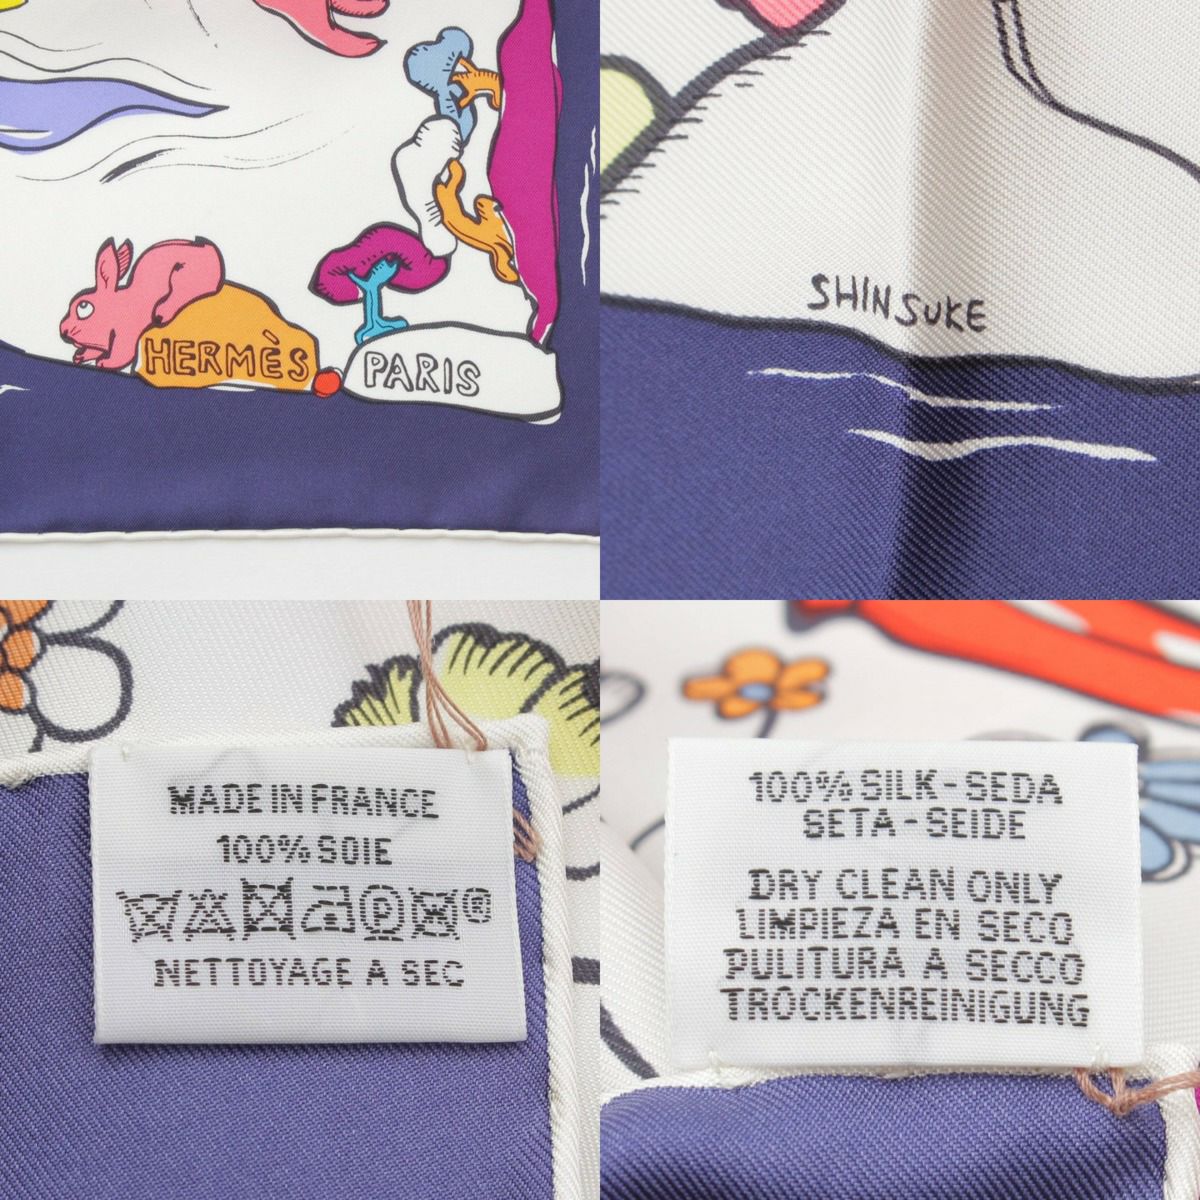 HERMÈS PARIS
SHINSUKE
MADE IN FRANCE
100% SOIE
P
NETTOYAGE A SEC
100% SILK-SEDA
SETA-SEIDE
DRY CLEAN ONLY
LIMPIEZA EN SECO
PULITURA A SECCO
TROCKENREINIGUNG